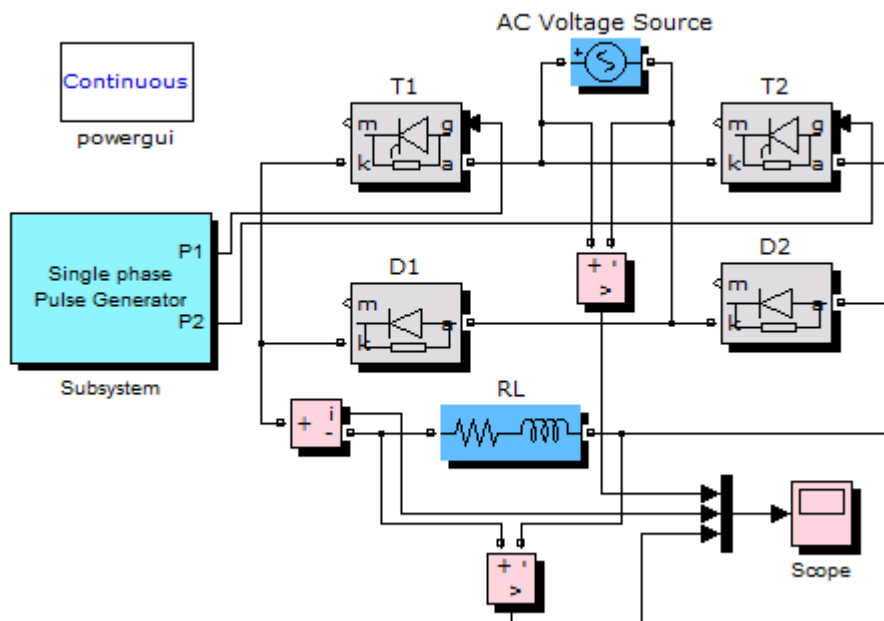 AC Voltage Source
Continuous
powergui
T1
m
g
k
a
+
T2
m
g
k
a
Single phase
Pulse Generator
P1
P2
Subsystem
D1
m
k
a
+ -
v
D2
m
k
a
+
i
-
RL
+ -
v
Scope